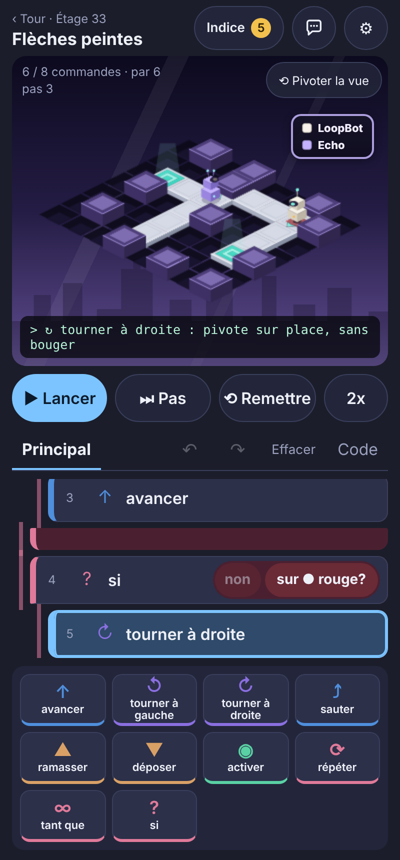 ‹ Tour · Étage 33
Flèches peintes
Indice 5
6 / 8 commandes · par 6
pas 3
⟲ Pivoter la vue
LoopBot
Echo
> ↻ tourner à droite : pivote sur place, sans
bouger
▶ Lancer
⏭ Pas
⟲ Remettre
2x
Principal
↶
↷
Effacer
Code
3 ↑ avancer
4 ? si non sur ● rouge?
5 ↻ tourner à droite
↑
avancer
↺
tourner à
gauche
↻
tourner à
droite
⤴
sauter
▲
ramasser
▼
déposer
◉
activer
⟳
répéter
∞
tant que
?
si